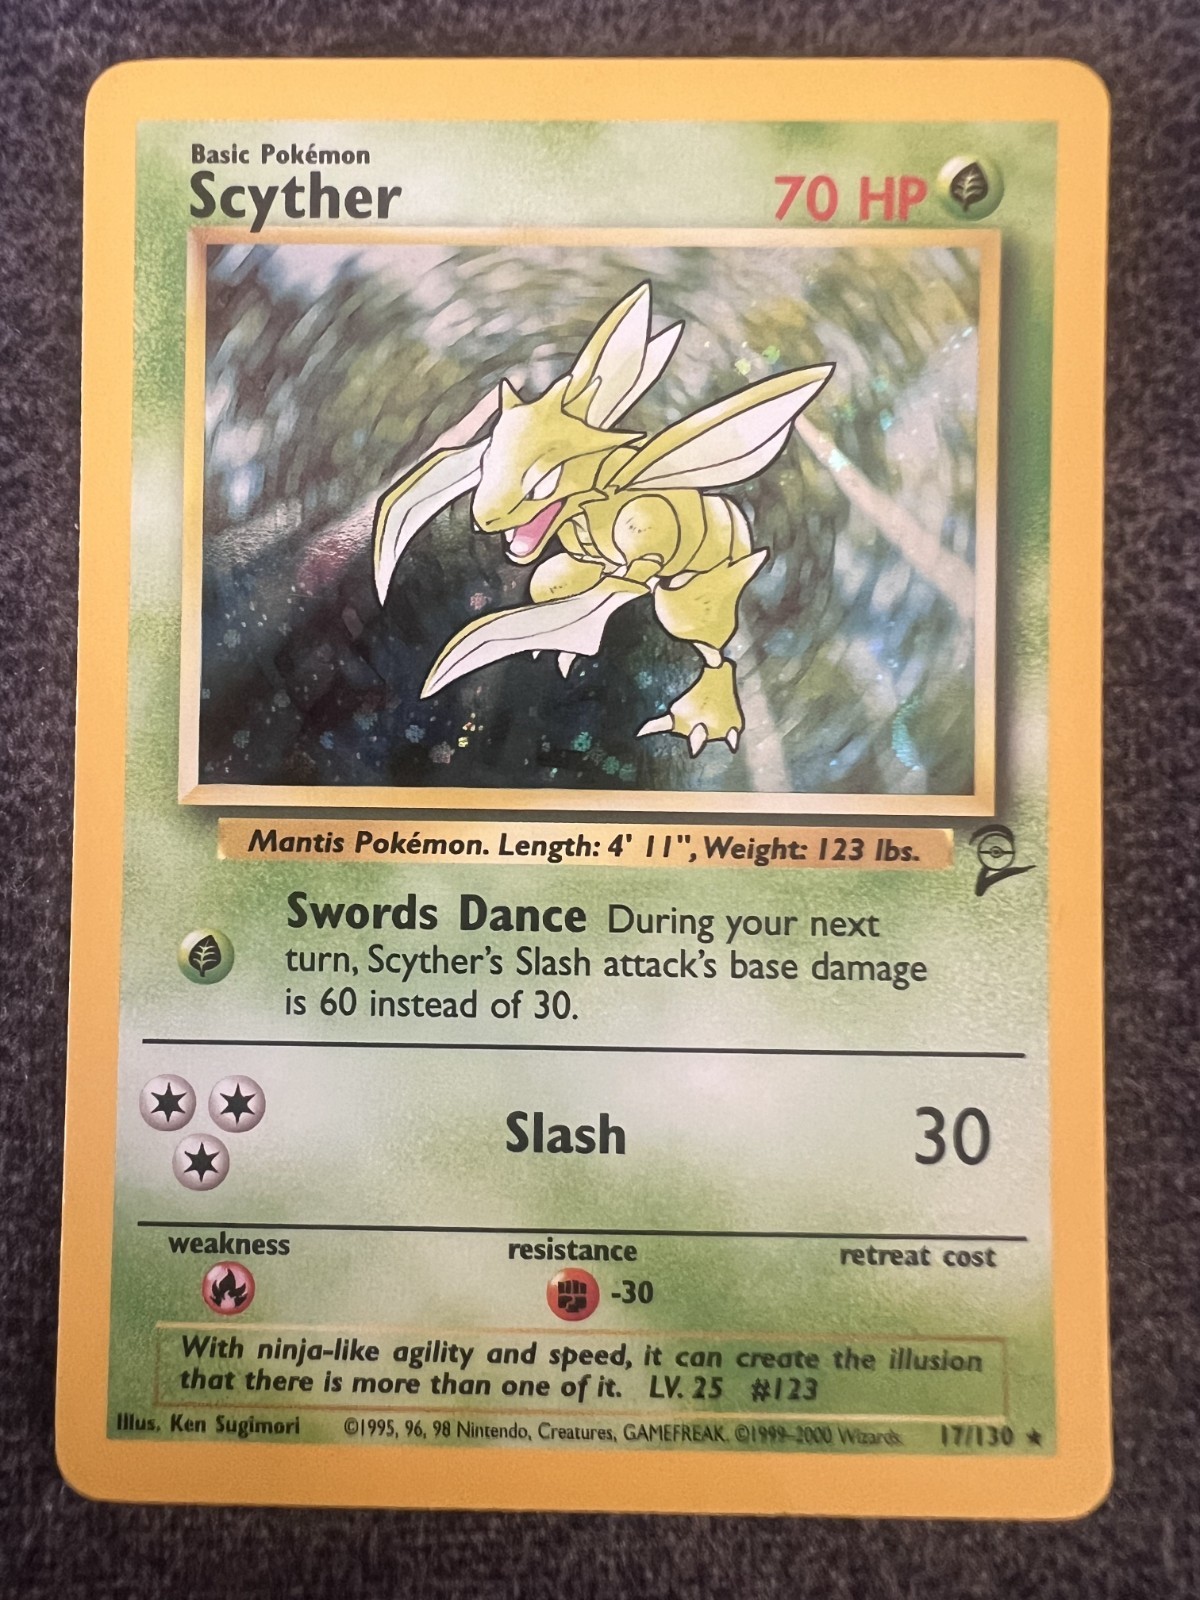 Basic Pokémon
Scyther
70 HP
Mantis Pokémon. Length: 4' 11", Weight: 123 lbs.
Swords Dance During your next
turn, Scyther's Slash attack's base damage
is 60 instead of 30.
Slash 30
weakness resistance retreat cost
-30
With ninja-like agility and speed, it can create the illusion
that there is more than one of it. LV. 25 #123
Illus. Ken Sugimori ©1995, 96, 98 Nintendo, Creatures, GAMEFREAK. ©1999-2000 Wizards. 17/130 ★